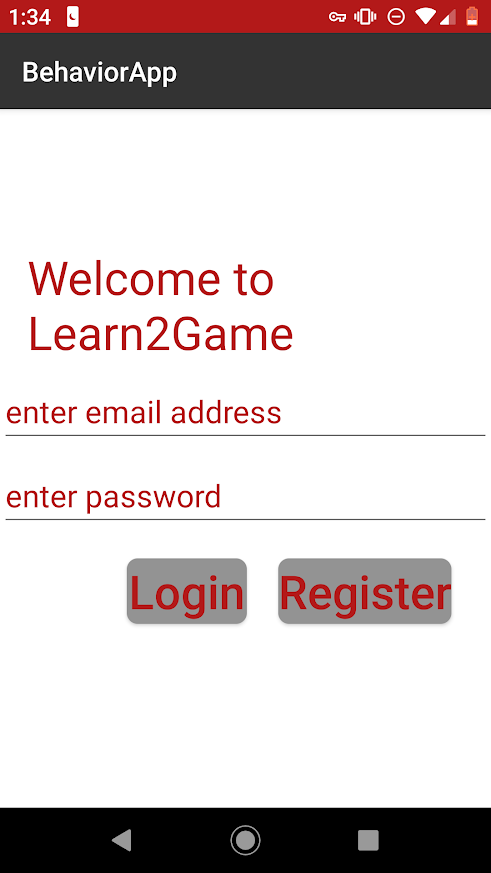 1:34
BehaviorApp
Welcome to
Learn2Game
enter email address
enter password
Login Register